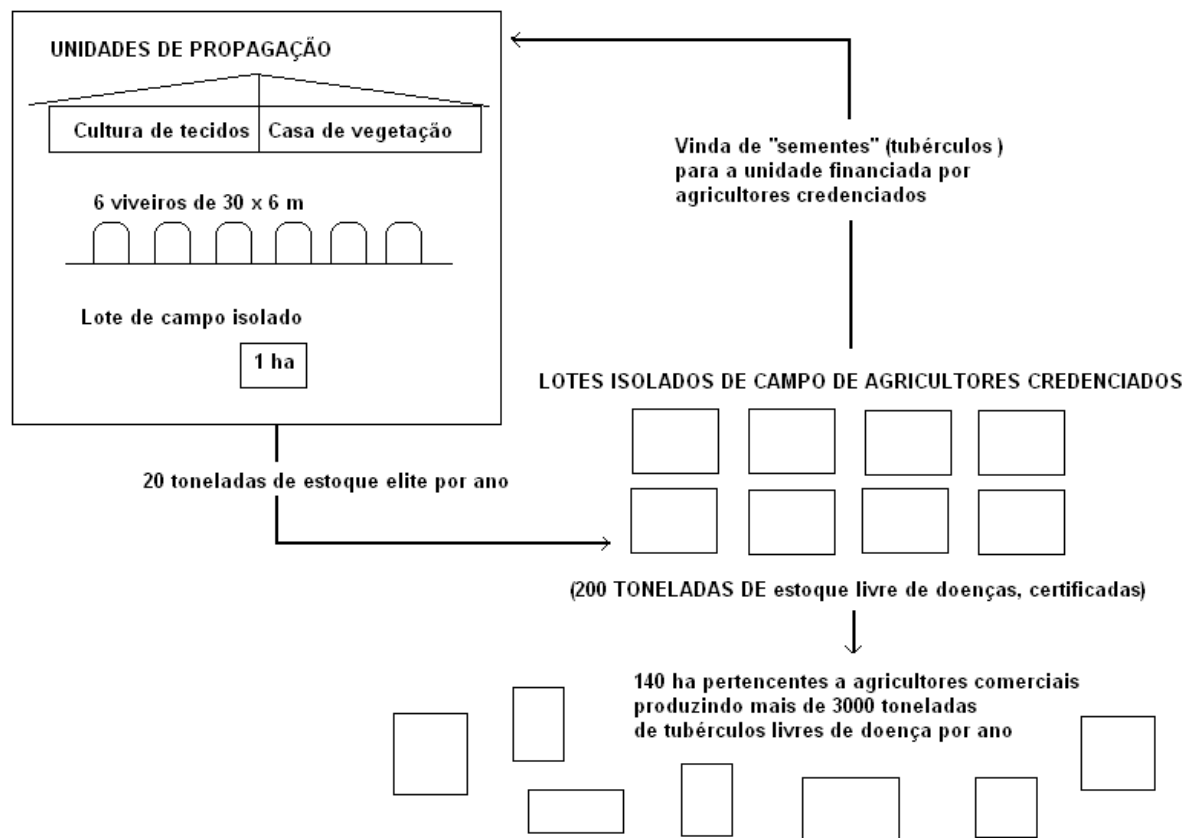 UNIDADES DE PROPAGAÇÃO
Cultura de tecidos
Casa de vegetação
6 viveiros de 30 x 6 m
Lote de campo isolado
1 ha
20 toneladas de estoque elite por ano
Vinda de "sementes" (tubérculos )
para a unidade financiada por
agricultores credenciados
LOTES ISOLADOS DE CAMPO DE AGRICULTORES CREDENCIADOS
(200 TONELADAS DE estoque livre de doenças, certificadas)
140 ha pertencentes a agricultores comerciais
produzindo mais de 3000 toneladas
de tubérculos livres de doença por ano